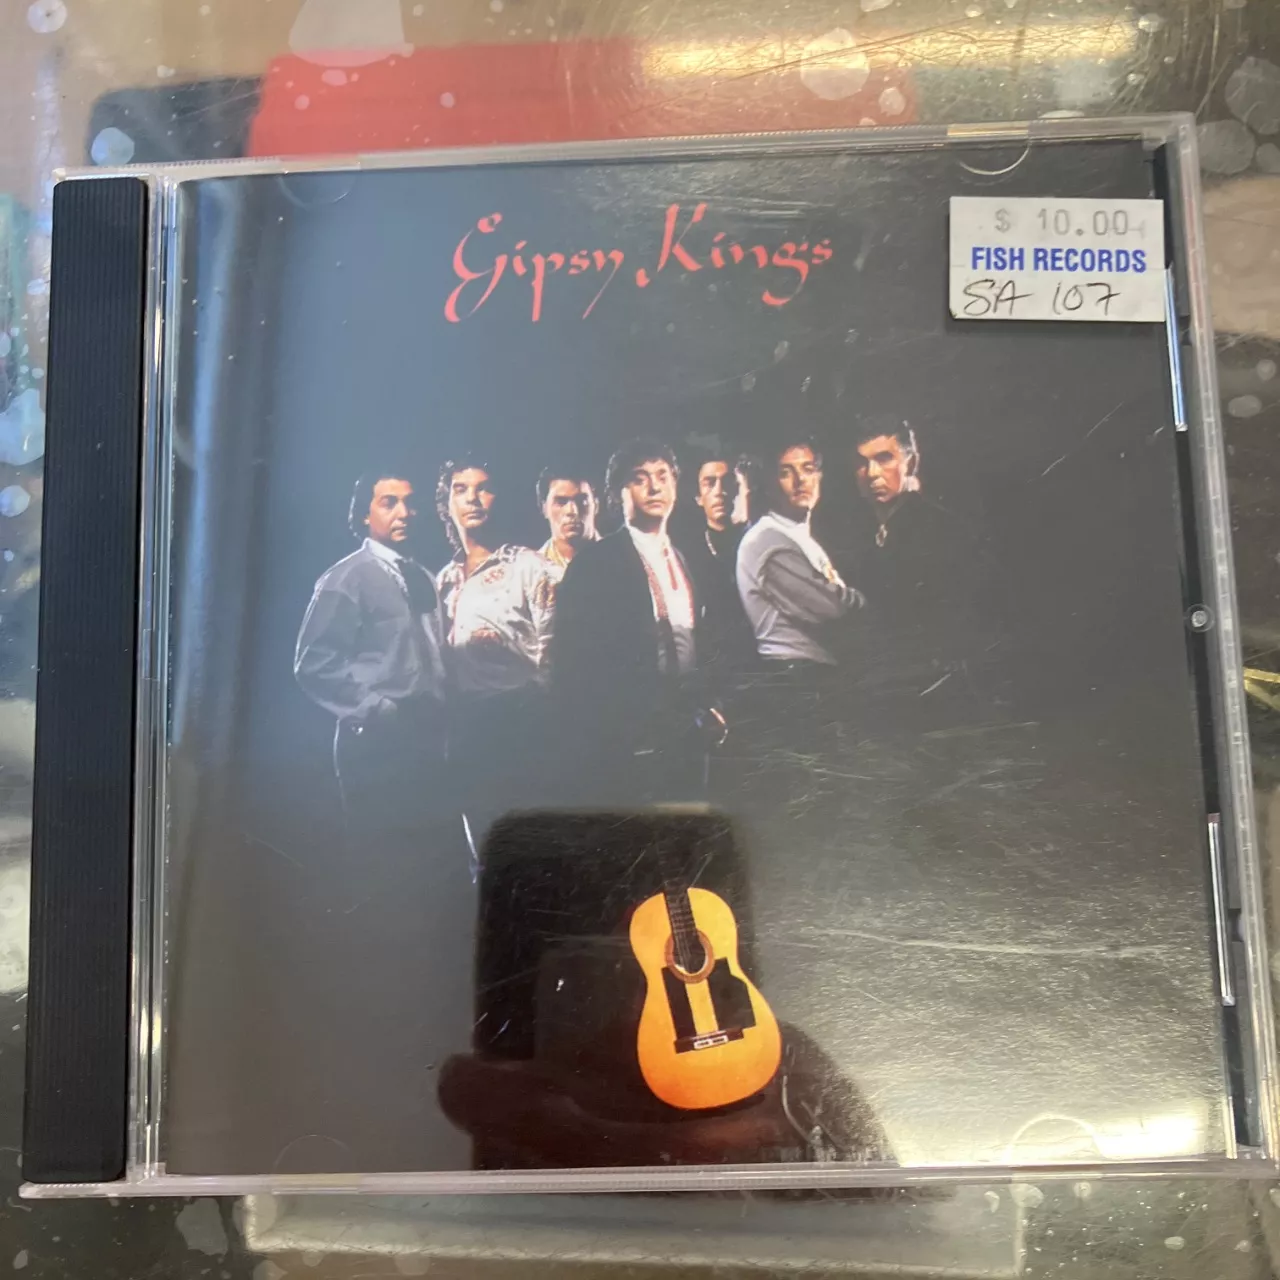 Gipsy Kings
$ 10.00
FISH RECORDS
SA 107